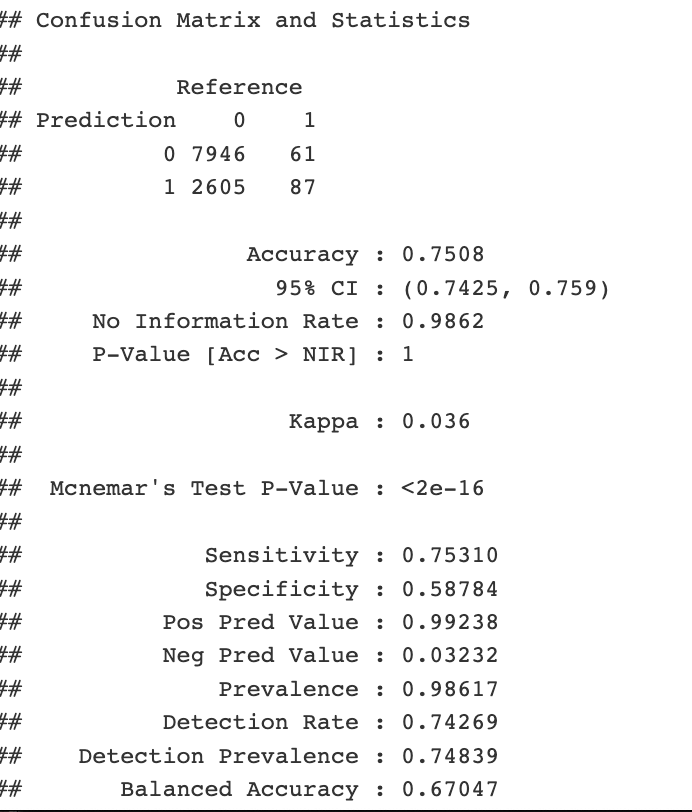 ## Confusion Matrix and Statistics
##
## Reference
## Prediction 0 1
## 0 7946 61
## 1 2605 87
##
## Accuracy : 0.7508
## 95% CI : (0.7425, 0.759)
## No Information Rate : 0.9862
## P-Value [Acc > NIR] : 1
##
## Kappa : 0.036
##
## Mcnemar's Test P-Value : <2e-16
##
## Sensitivity : 0.75310
## Specificity : 0.58784
## Pos Pred Value : 0.99238
## Neg Pred Value : 0.03232
## Prevalence : 0.98617
## Detection Rate : 0.74269
## Detection Prevalence : 0.74839
## Balanced Accuracy : 0.67047